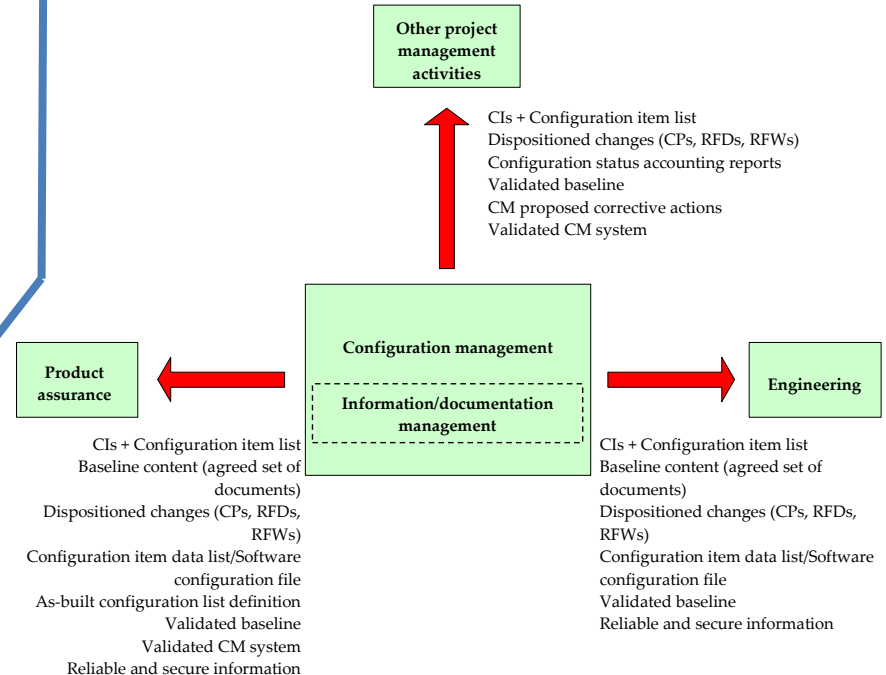 Other project
management
activities
CIs + Configuration item list
Dispositioned changes (CPs, RFDs, RFWs)
Configuration status accounting reports
Validated baseline
CM proposed corrective actions
Validated CM system
Configuration management
Information/documentation
management
Product
assurance
Engineering
CIs + Configuration item list
Baseline content (agreed set of
documents)
Dispositioned changes (CPs, RFDs,
RFWs)
Configuration item data list/Software
configuration file
As-built configuration list definition
Validated baseline
Validated CM system
Reliable and secure information
CIs + Configuration item list
Baseline content (agreed set of
documents)
Dispositioned changes (CPs, RFDs,
RFWs)
Configuration item data list/Software
configuration file
Validated baseline
Reliable and secure information